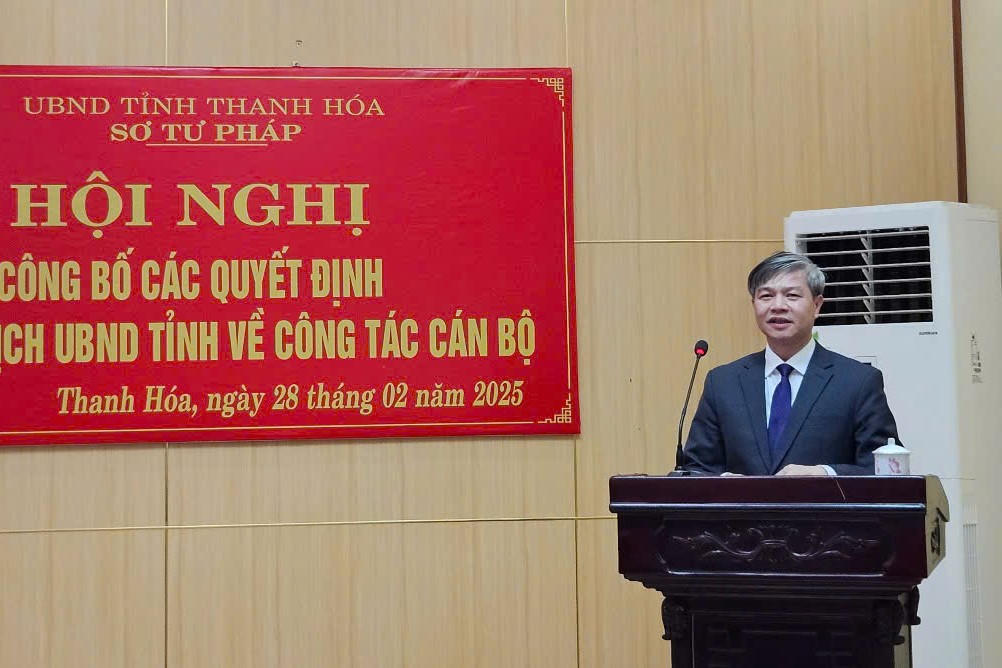 UBND TỈNH THANH HÓA
SỞ TƯ PHÁP
HỘI NGHỊ
CÔNG BỐ CÁC QUYẾT ĐỊNH
UBND TỈNH VỀ CÔNG TÁC CÁN BỘ
Thanh Hóa, ngày 28 tháng 02 năm 2025